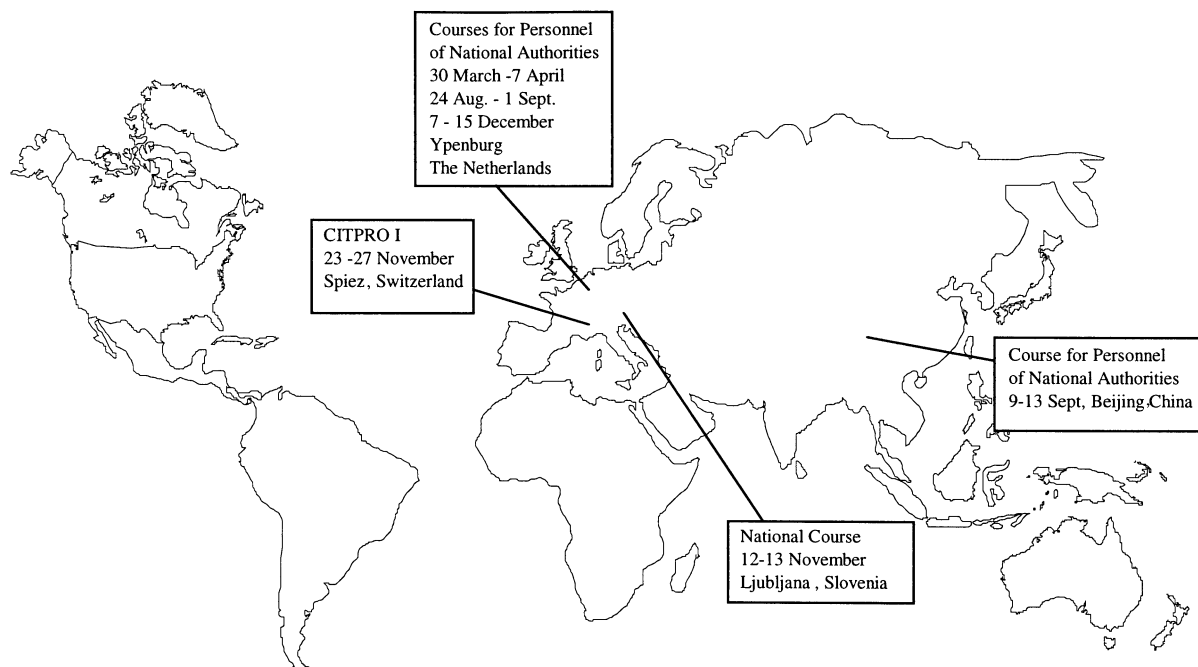 Courses for Personnel
of National Authorities
30 March -7 April
24 Aug. - 1 Sept.
7 - 15 December
Ypenburg
The Netherlands
CITPRO I
23 -27 November
Spiez, Switzerland
Course for Personnel
of National Authorities
9-13 Sept, Beijing,China
National Course
12-13 November
Ljubljana , Slovenia